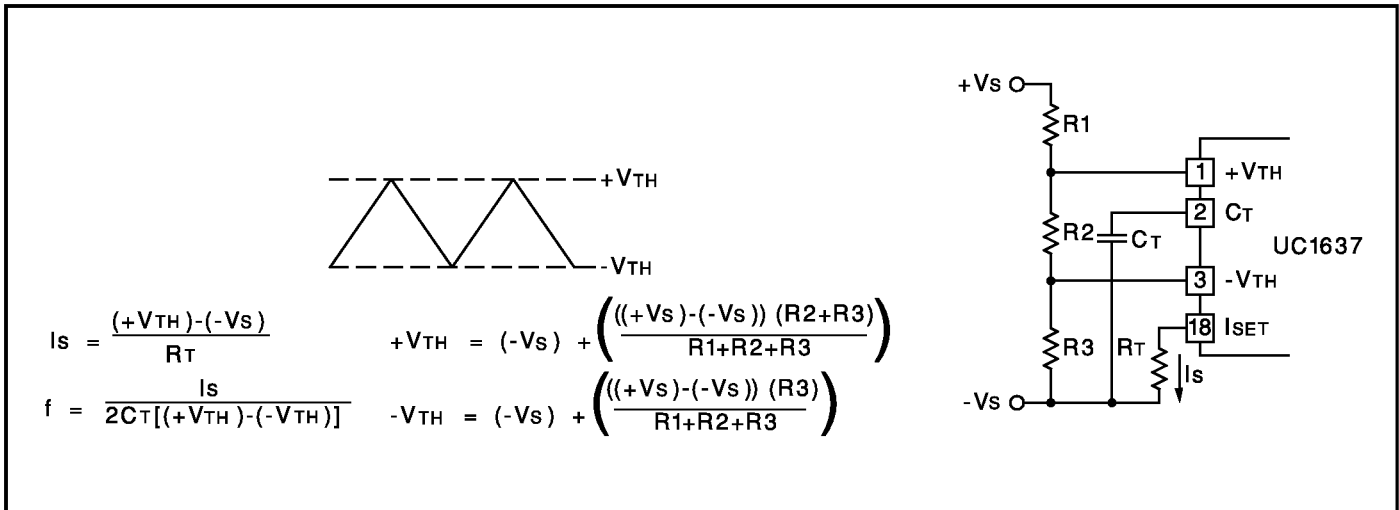 +VTH
-VTH
Is = (+VTH)-(-Vs) / RT
+VTH = (-Vs) + (((+Vs)-(-Vs)) (R2+R3) / R1+R2+R3)
f = Is / 2CT[(+VTH)-(-VTH)]
-VTH = (-Vs) + (((+Vs)-(-Vs)) (R3) / R1+R2+R3)
+Vs
R1
1 +VTH
2 CT
R2
CT
UC1637
3 -VTH
18 ISET
R3
RT
Is
-Vs